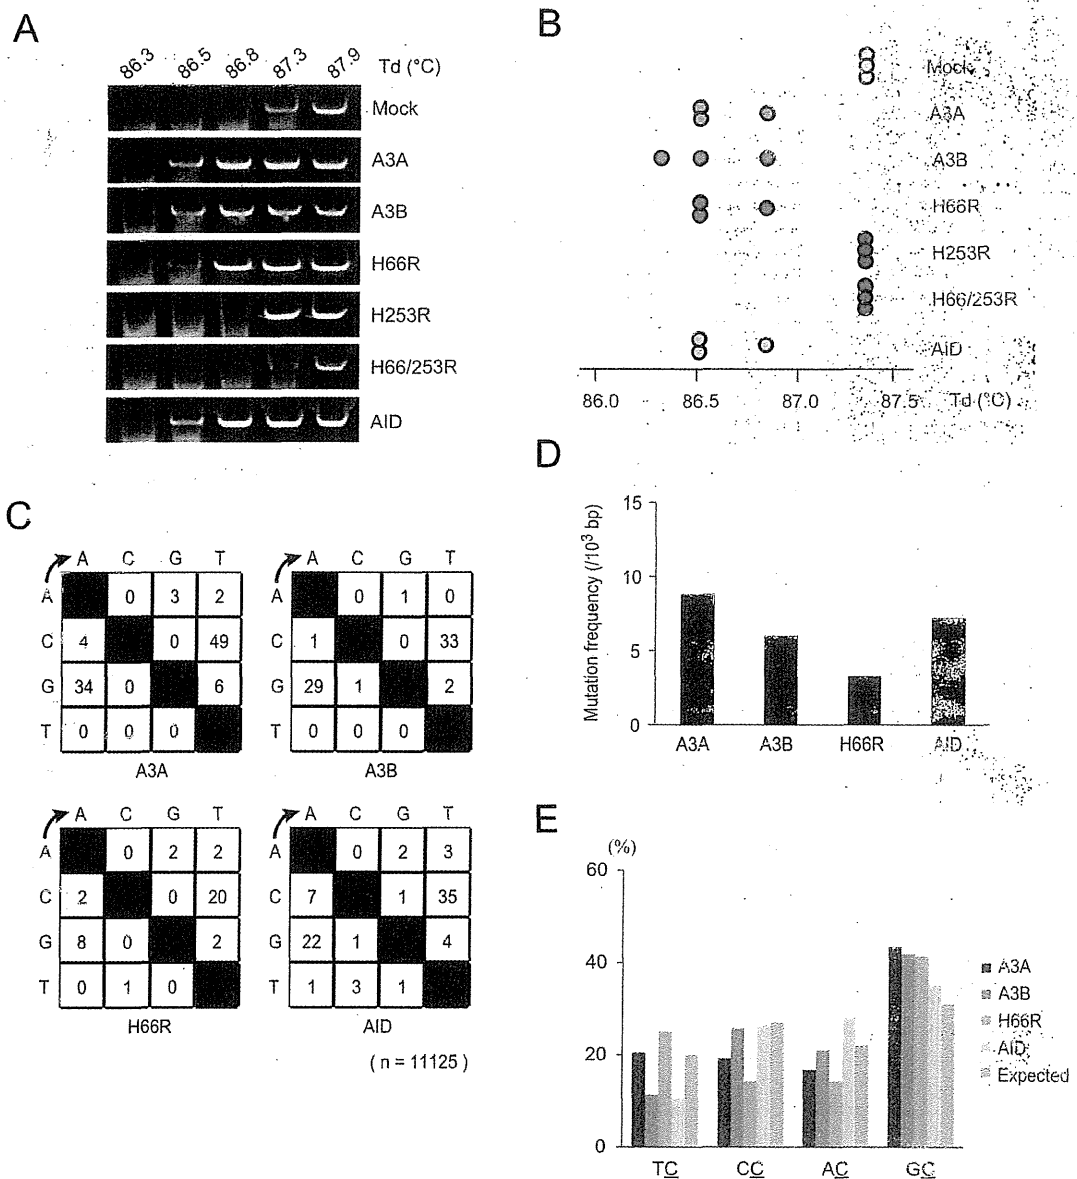 A
86.3 86.5 86.8 87.3 87.9 Td (°C)
Mock
A3A
A3B
H66R
H253R
H66/253R
AID
B
Mock
A3A
A3B
H66R
H253R
H66/253R
AID
86.0 86.5 87.0 87.5 Td (°C)
C
A C G T
A 0 3 2
C 4 0 49
G 34 0 6
T 0 0 0
A3A
A C G T
A 0 1 0
C 1 0 33
G 29 1 2
T 0 0 0
A3B
A C G T
A 0 2 2
C 2 0 20
G 8 0 2
T 0 1 0
H66R
A C G T
A 0 2 3
C 7 1 35
G 22 1 4
T 1 3 1
AID
( n = 11125 )
D
Mutation frequency (/10³ bp)
15
10
5
0
A3A A3B H66R AID
E
(%)
60
40
20
0
TC CC AC GC
A3A
A3B
H66R
AID
Expected